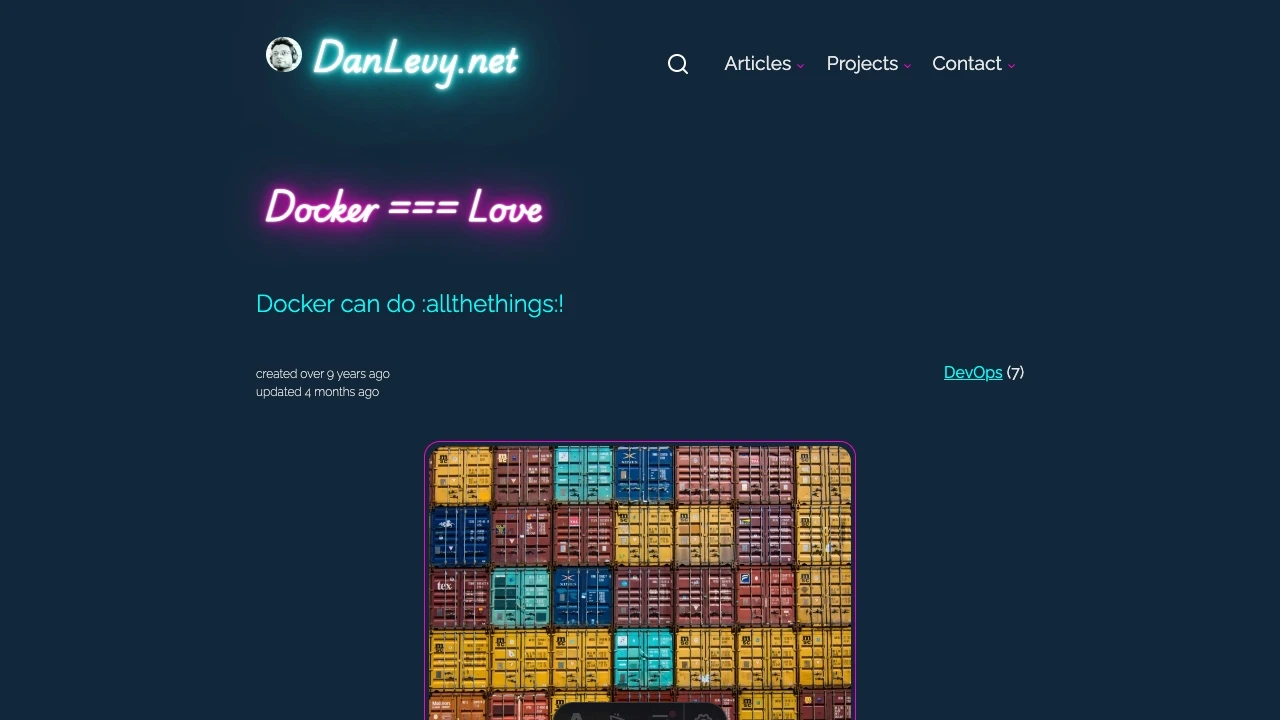 DanLevy.net
Articles
Projects
Contact
Docker === Love
Docker can do :allthethings:!
created over 9 years ago
updated 4 months ago
DevOps (7)
tex